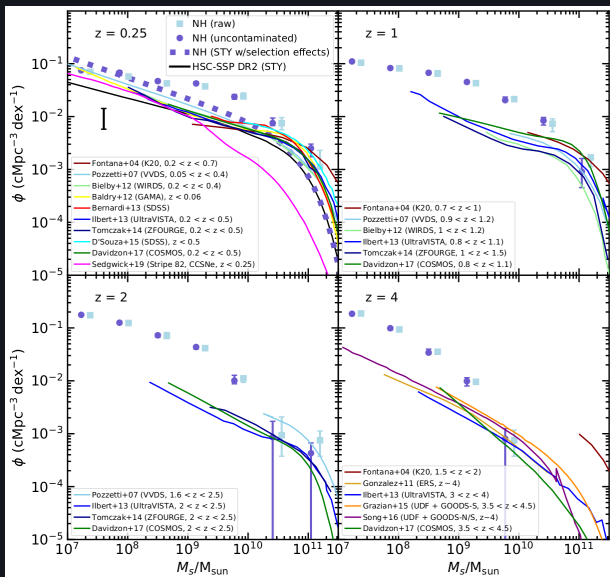 z = 0.25
NH (raw)
NH (uncontaminated)
NH (STY w/selection effects)
HSC-SSP DR2 (STY)
z = 1
10⁰
10⁻¹
10⁻²
10⁻³
10⁻⁴
10⁻⁵
ϕ (cMpc⁻³ dex⁻¹)
Fontana+04 (K20, 0.2 < z < 0.7)
Pozzetti+07 (VVDS, 0.05 < z < 0.4)
Bielby+12 (WIRDS, 0.2 < z < 0.4)
Baldry+12 (GAMA), z < 0.06
Bernardi+13 (SDSS)
Ilbert+13 (UltraVISTA, 0.2 < z < 0.5)
Tomczak+14 (ZFOURGE, 0.2 < z < 0.5)
D'Souza+15 (SDSS), z < 0.5
Davidzon+17 (COSMOS, 0.2 < z < 0.5)
Sedgwick+19 (Stripe 82, CCSNe, z < 0.25)
Fontana+04 (K20, 0.7 < z < 1)
Pozzetti+07 (VVDS, 0.9 < z < 1.2)
Bielby+12 (WIRDS, 1 < z < 1.2)
Ilbert+13 (UltraVISTA, 0.8 < z < 1.1)
Tomczak+14 (ZFOURGE, 1 < z < 1.5)
Davidzon+17 (COSMOS, 0.8 < z < 1.1)
z = 2
z = 4
10⁻¹
10⁻²
10⁻³
10⁻⁴
10⁻⁵
ϕ (cMpc⁻³ dex⁻¹)
Pozzetti+07 (VVDS, 1.6 < z < 2.5)
Ilbert+13 (UltraVISTA, 2 < z < 2.5)
Tomczak+14 (ZFOURGE, 2 < z < 2.5)
Davidzon+17 (COSMOS, 2 < z < 2.5)
Fontana+04 (K20, 1.5 < z < 2)
Gonzalez+11 (ERS, z~4)
Ilbert+13 (UltraVISTA, 3 < z < 4)
Grazian+15 (UDF + GOODS-S, 3.5 < z < 4.5)
Song+16 (UDF + GOODS-N/S, z~4)
Davidzon+17 (COSMOS, 3.5 < z < 4.5)
10⁷ 10⁸ 10⁹ 10¹⁰ 10¹¹ 10⁷ 10⁸ 10⁹ 10¹⁰ 10¹¹
Mₛ/Mₛᵤₙ Mₛ/Mₛᵤₙ